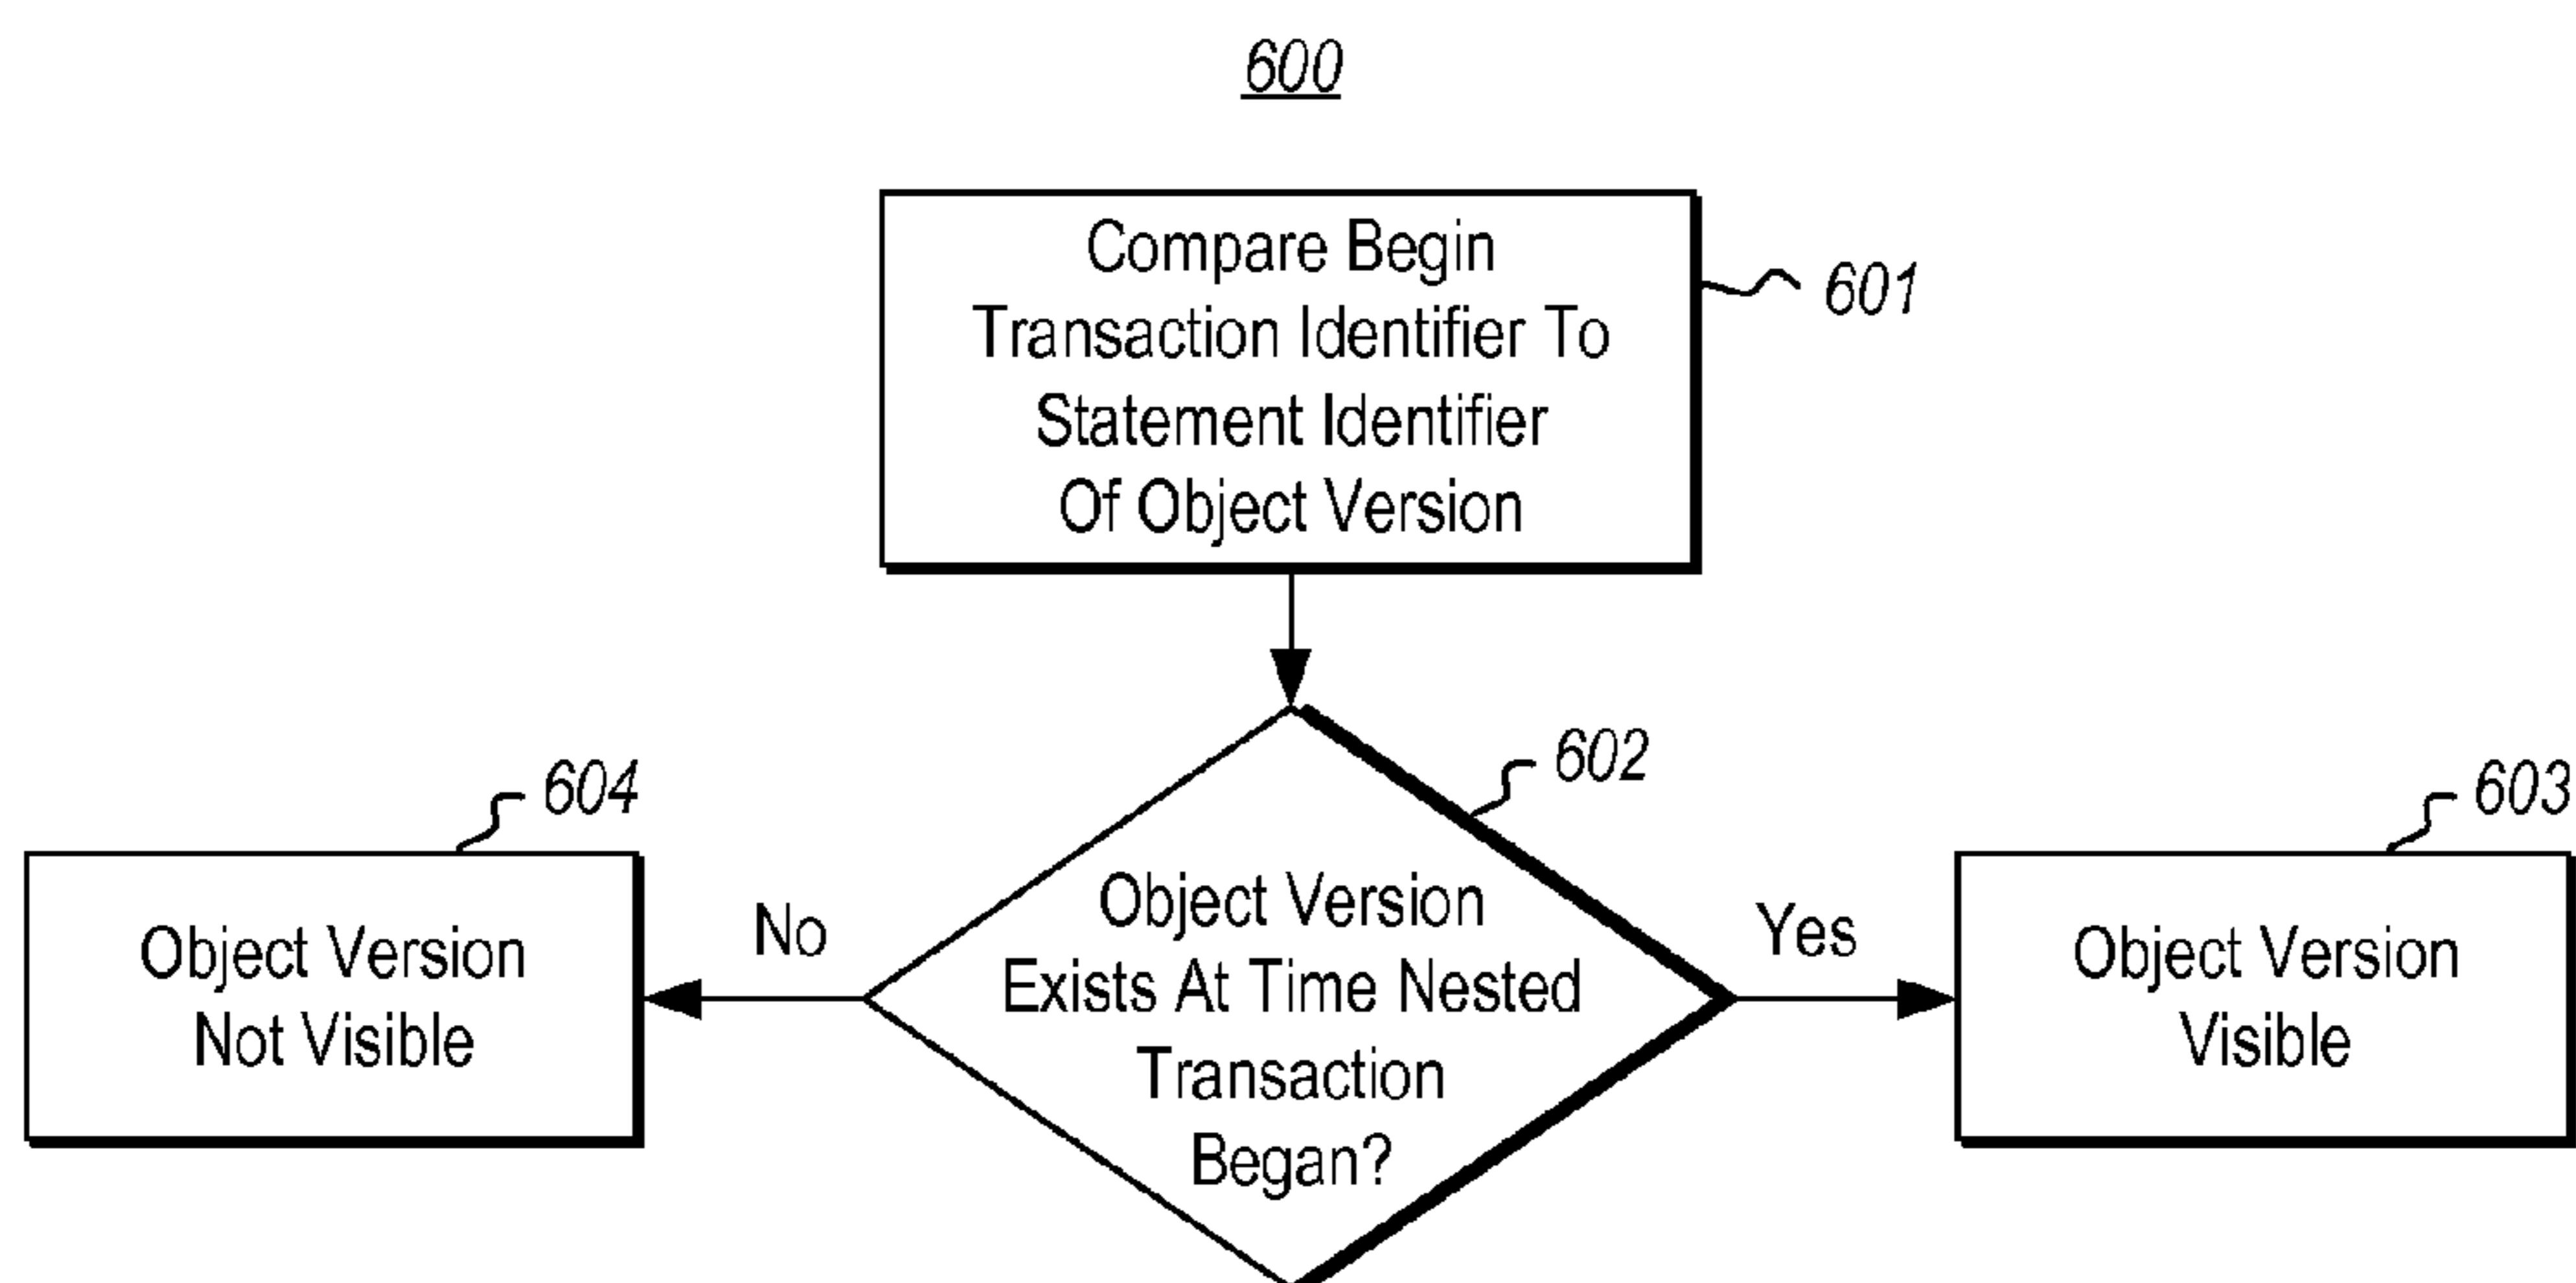 600
Compare Begin
Transaction Identifier To
Statement Identifier
Of Object Version
601
602
604
603
Object Version
Not Visible
No
Object Version
Exists At Time Nested
Transaction
Began?
Yes
Object Version
Visible